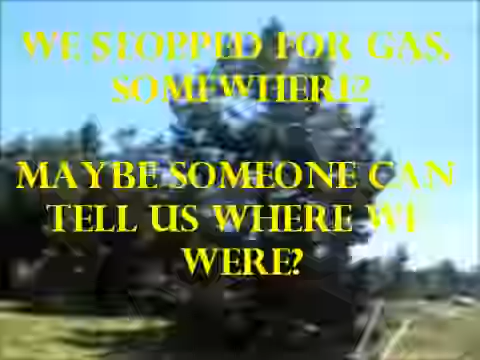 WE STOPPED FOR GAS,
SOMEWHERE?
MAYBE SOMEONE CAN
TELL US WHERE WE
WERE?